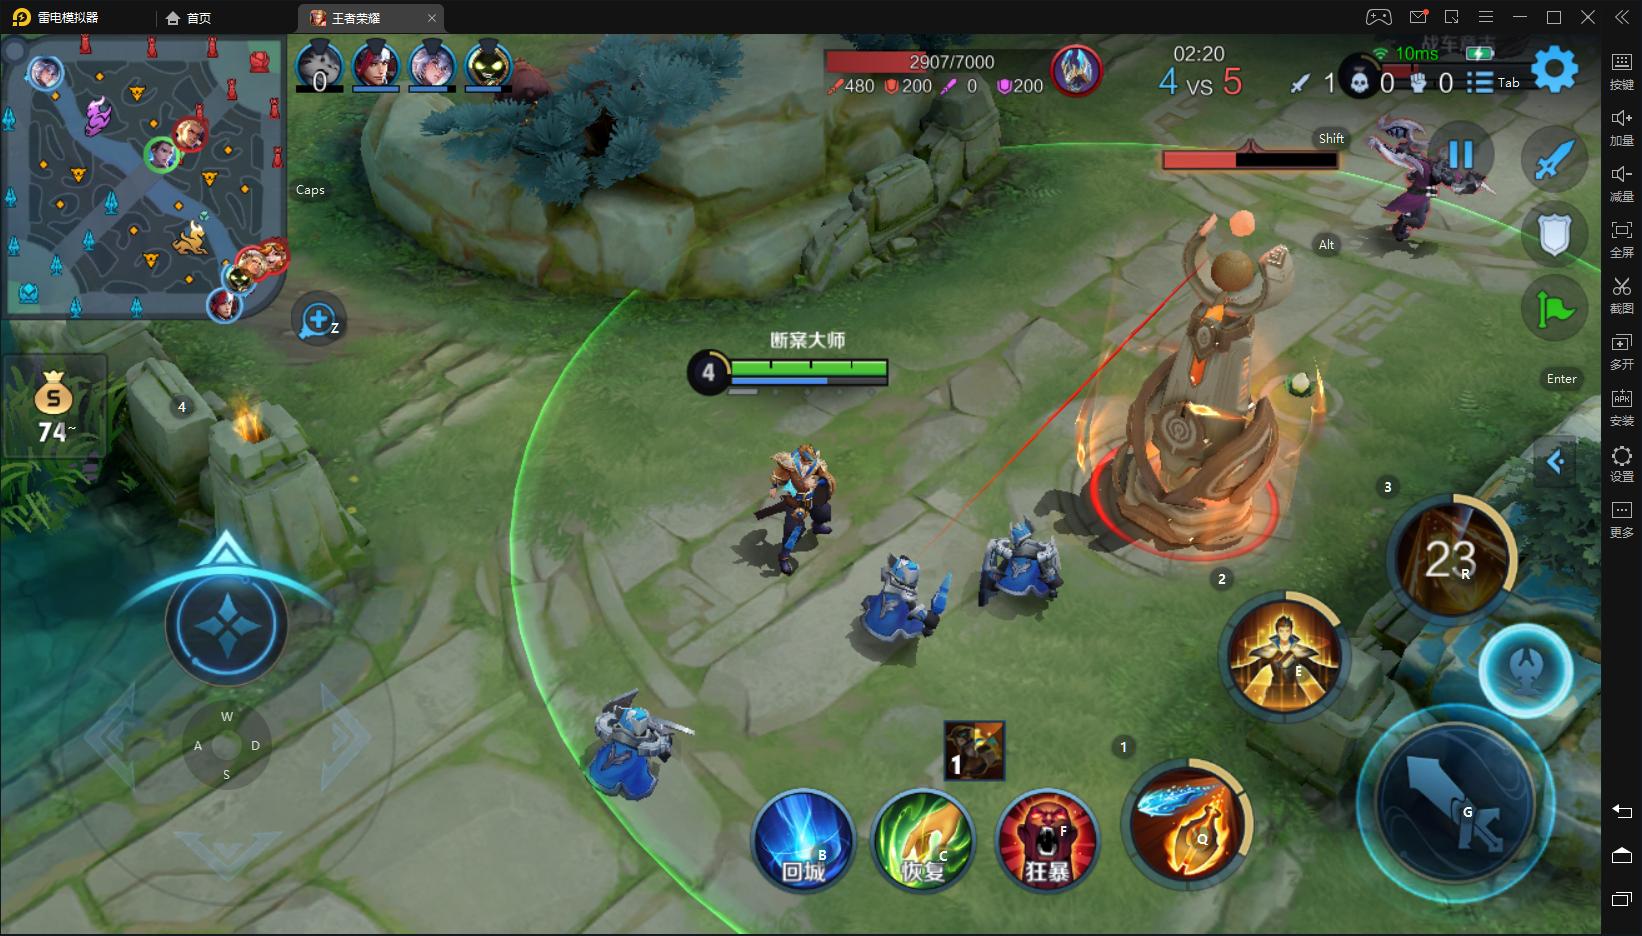 雷电模拟器
首页
王者荣耀
0
2907/7000
480
200
0
200
02:20
4 vs 5
10ms
1
0
0
Tab
按键
加量
减量
全屏
截图
多开
安装
设置
更多
Shift
Caps
Alt
Z
断案大师
4
Enter
74~
4
3
23
R
2
E
W
A
D
S
1
1
B
回城
C
恢复
F
狂暴
Q
G